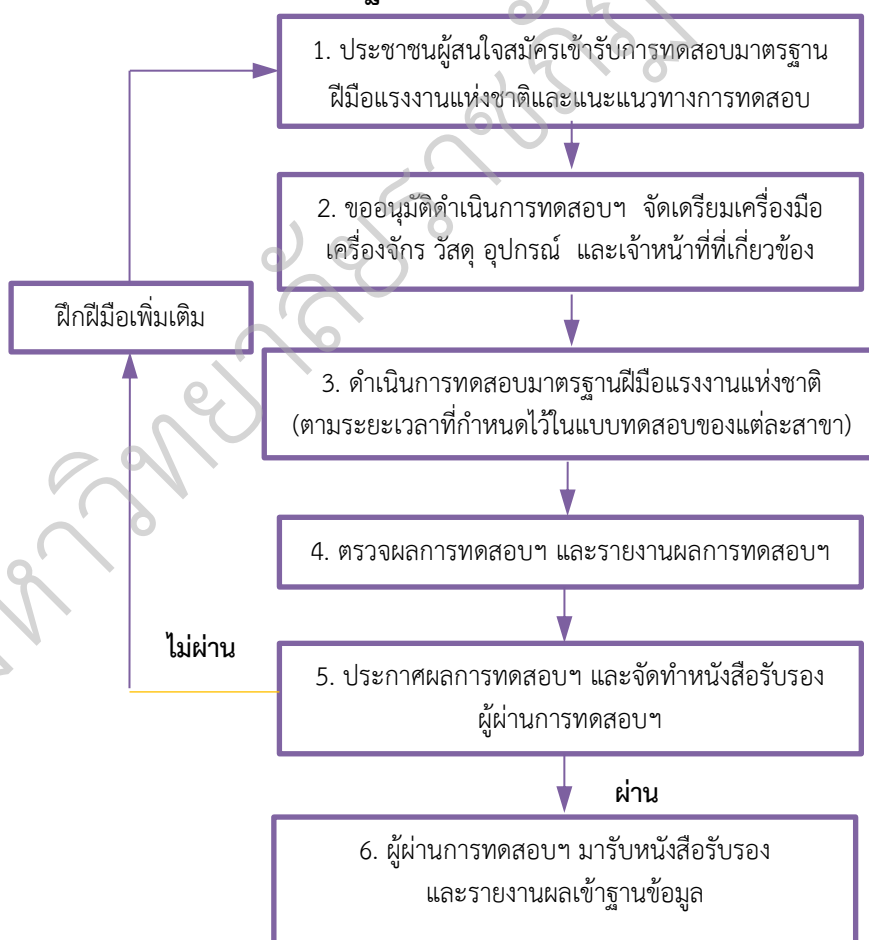 1. ประชาชนผู้สนใจสมัครเข้ารับการทดสอบมาตรฐาน
ฝีมือแรงงานแห่งชาติและแนะแนวทางการทดสอบ
2. ขออนุมัติดำเนินการทดสอบฯ จัดเตรียมเครื่องมือ
เครื่องจักร วัสดุ อุปกรณ์ และเจ้าหน้าที่ที่เกี่ยวข้อง
ฝึกฝีมือเพิ่มเติม
3. ดำเนินการทดสอบมาตรฐานฝีมือแรงงานแห่งชาติ
(ตามระยะเวลาที่กำหนดไว้ในแบบทดสอบของแต่ละสาขา)
4. ตรวจผลการทดสอบฯ และรายงานผลการทดสอบฯ
ไม่ผ่าน
5. ประกาศผลการทดสอบฯ และจัดทำหนังสือรับรอง
ผู้ผ่านการทดสอบฯ
ผ่าน
6. ผู้ผ่านการทดสอบฯ มารับหนังสือรับรอง
และรายงานผลเข้าฐานข้อมูล